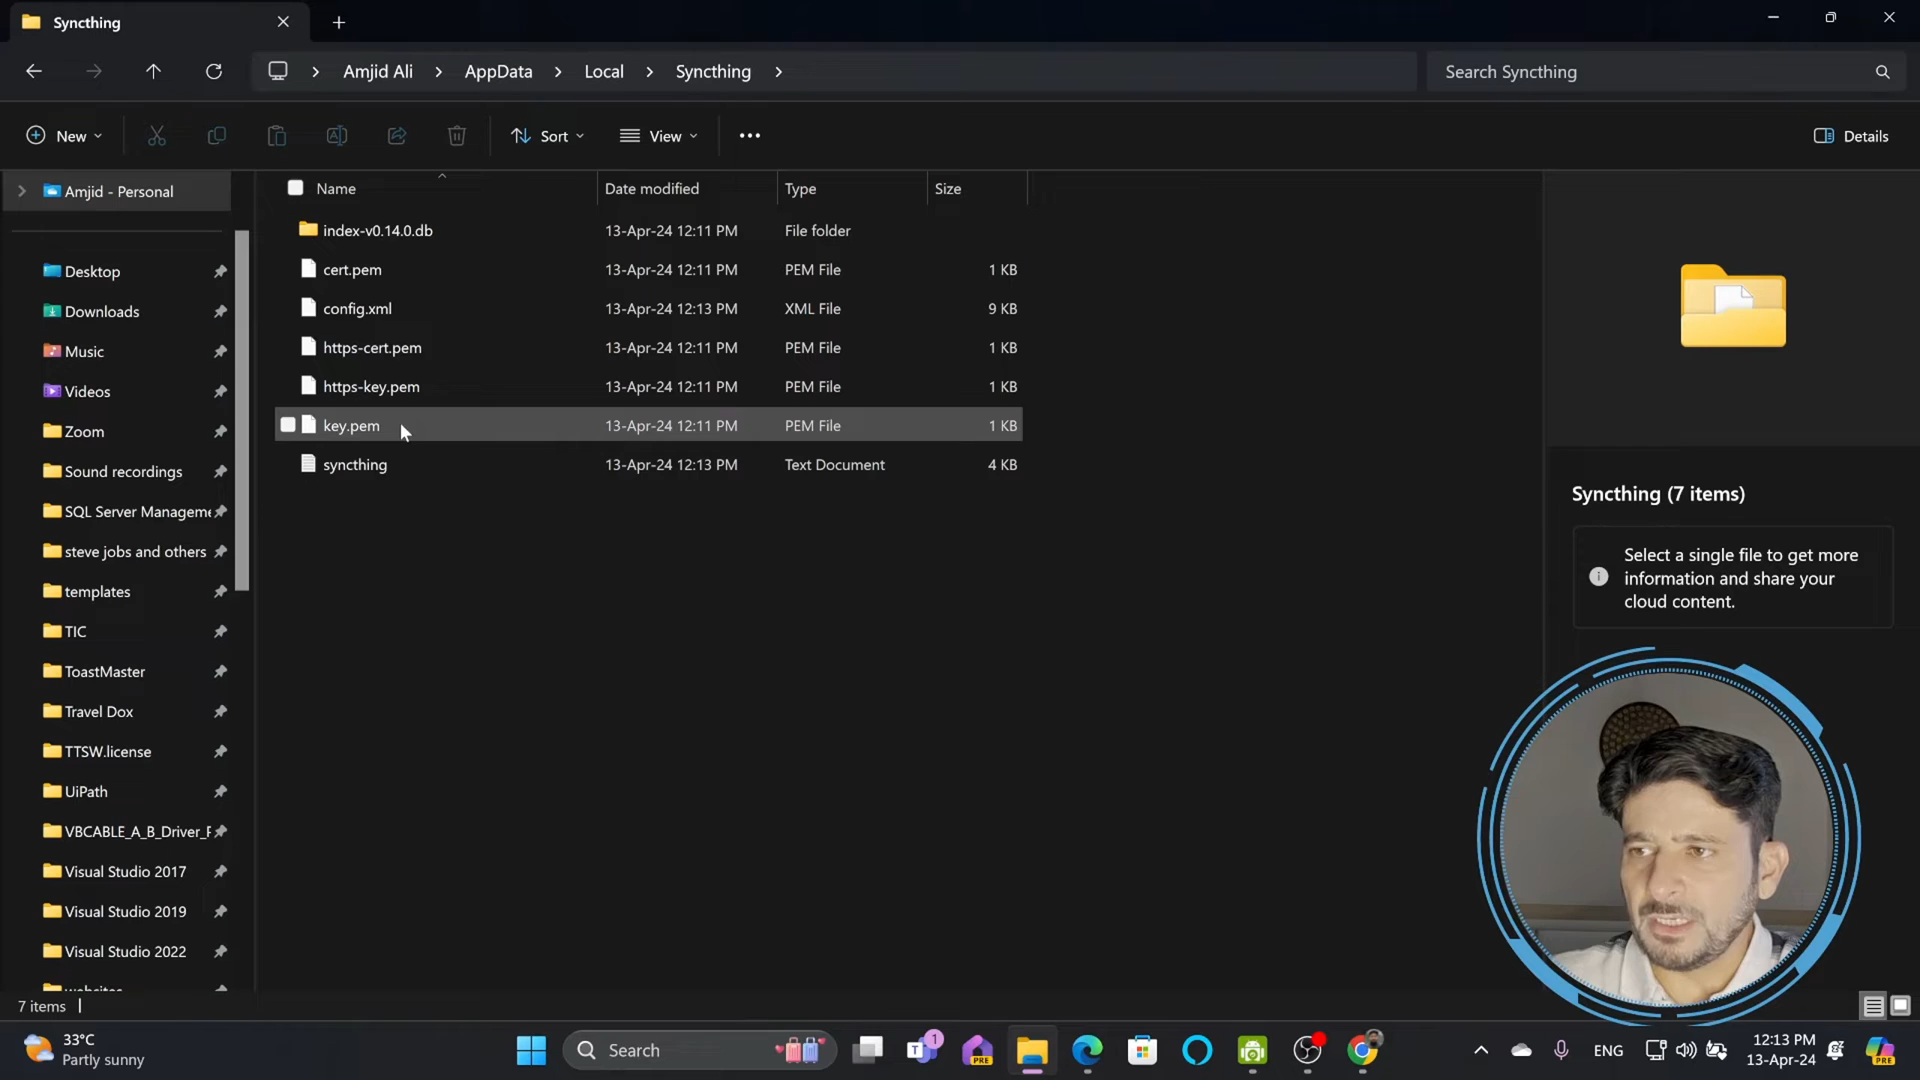 Syncthing
Amjid Ali > AppData > Local > Syncthing >
Search Syncthing
New
Sort
View
Details
Amjid - Personal
Desktop
Downloads
Music
Videos
Zoom
Sound recordings
SQL Server Manageme
steve jobs and others
templates
TIC
ToastMaster
Travel Dox
TTSW.license
UiPath
VBCABLE_A_B_Driver_F
Visual Studio 2017
Visual Studio 2019
Visual Studio 2022
websites
Name Date modified Type Size
index-v0.14.0.db 13-Apr-24 12:11 PM File folder
cert.pem 13-Apr-24 12:11 PM PEM File 1 KB
config.xml 13-Apr-24 12:13 PM XML File 9 KB
https-cert.pem 13-Apr-24 12:11 PM PEM File 1 KB
https-key.pem 13-Apr-24 12:11 PM PEM File 1 KB
key.pem 13-Apr-24 12:11 PM PEM File 1 KB
syncthing 13-Apr-24 12:13 PM Text Document 4 KB
Syncthing (7 items)
Select a single file to get more
information and share your
cloud content.
7 items
33°C
Partly sunny
Search
T
1
PRE
ENG
12:13 PM
13-Apr-24
PRE